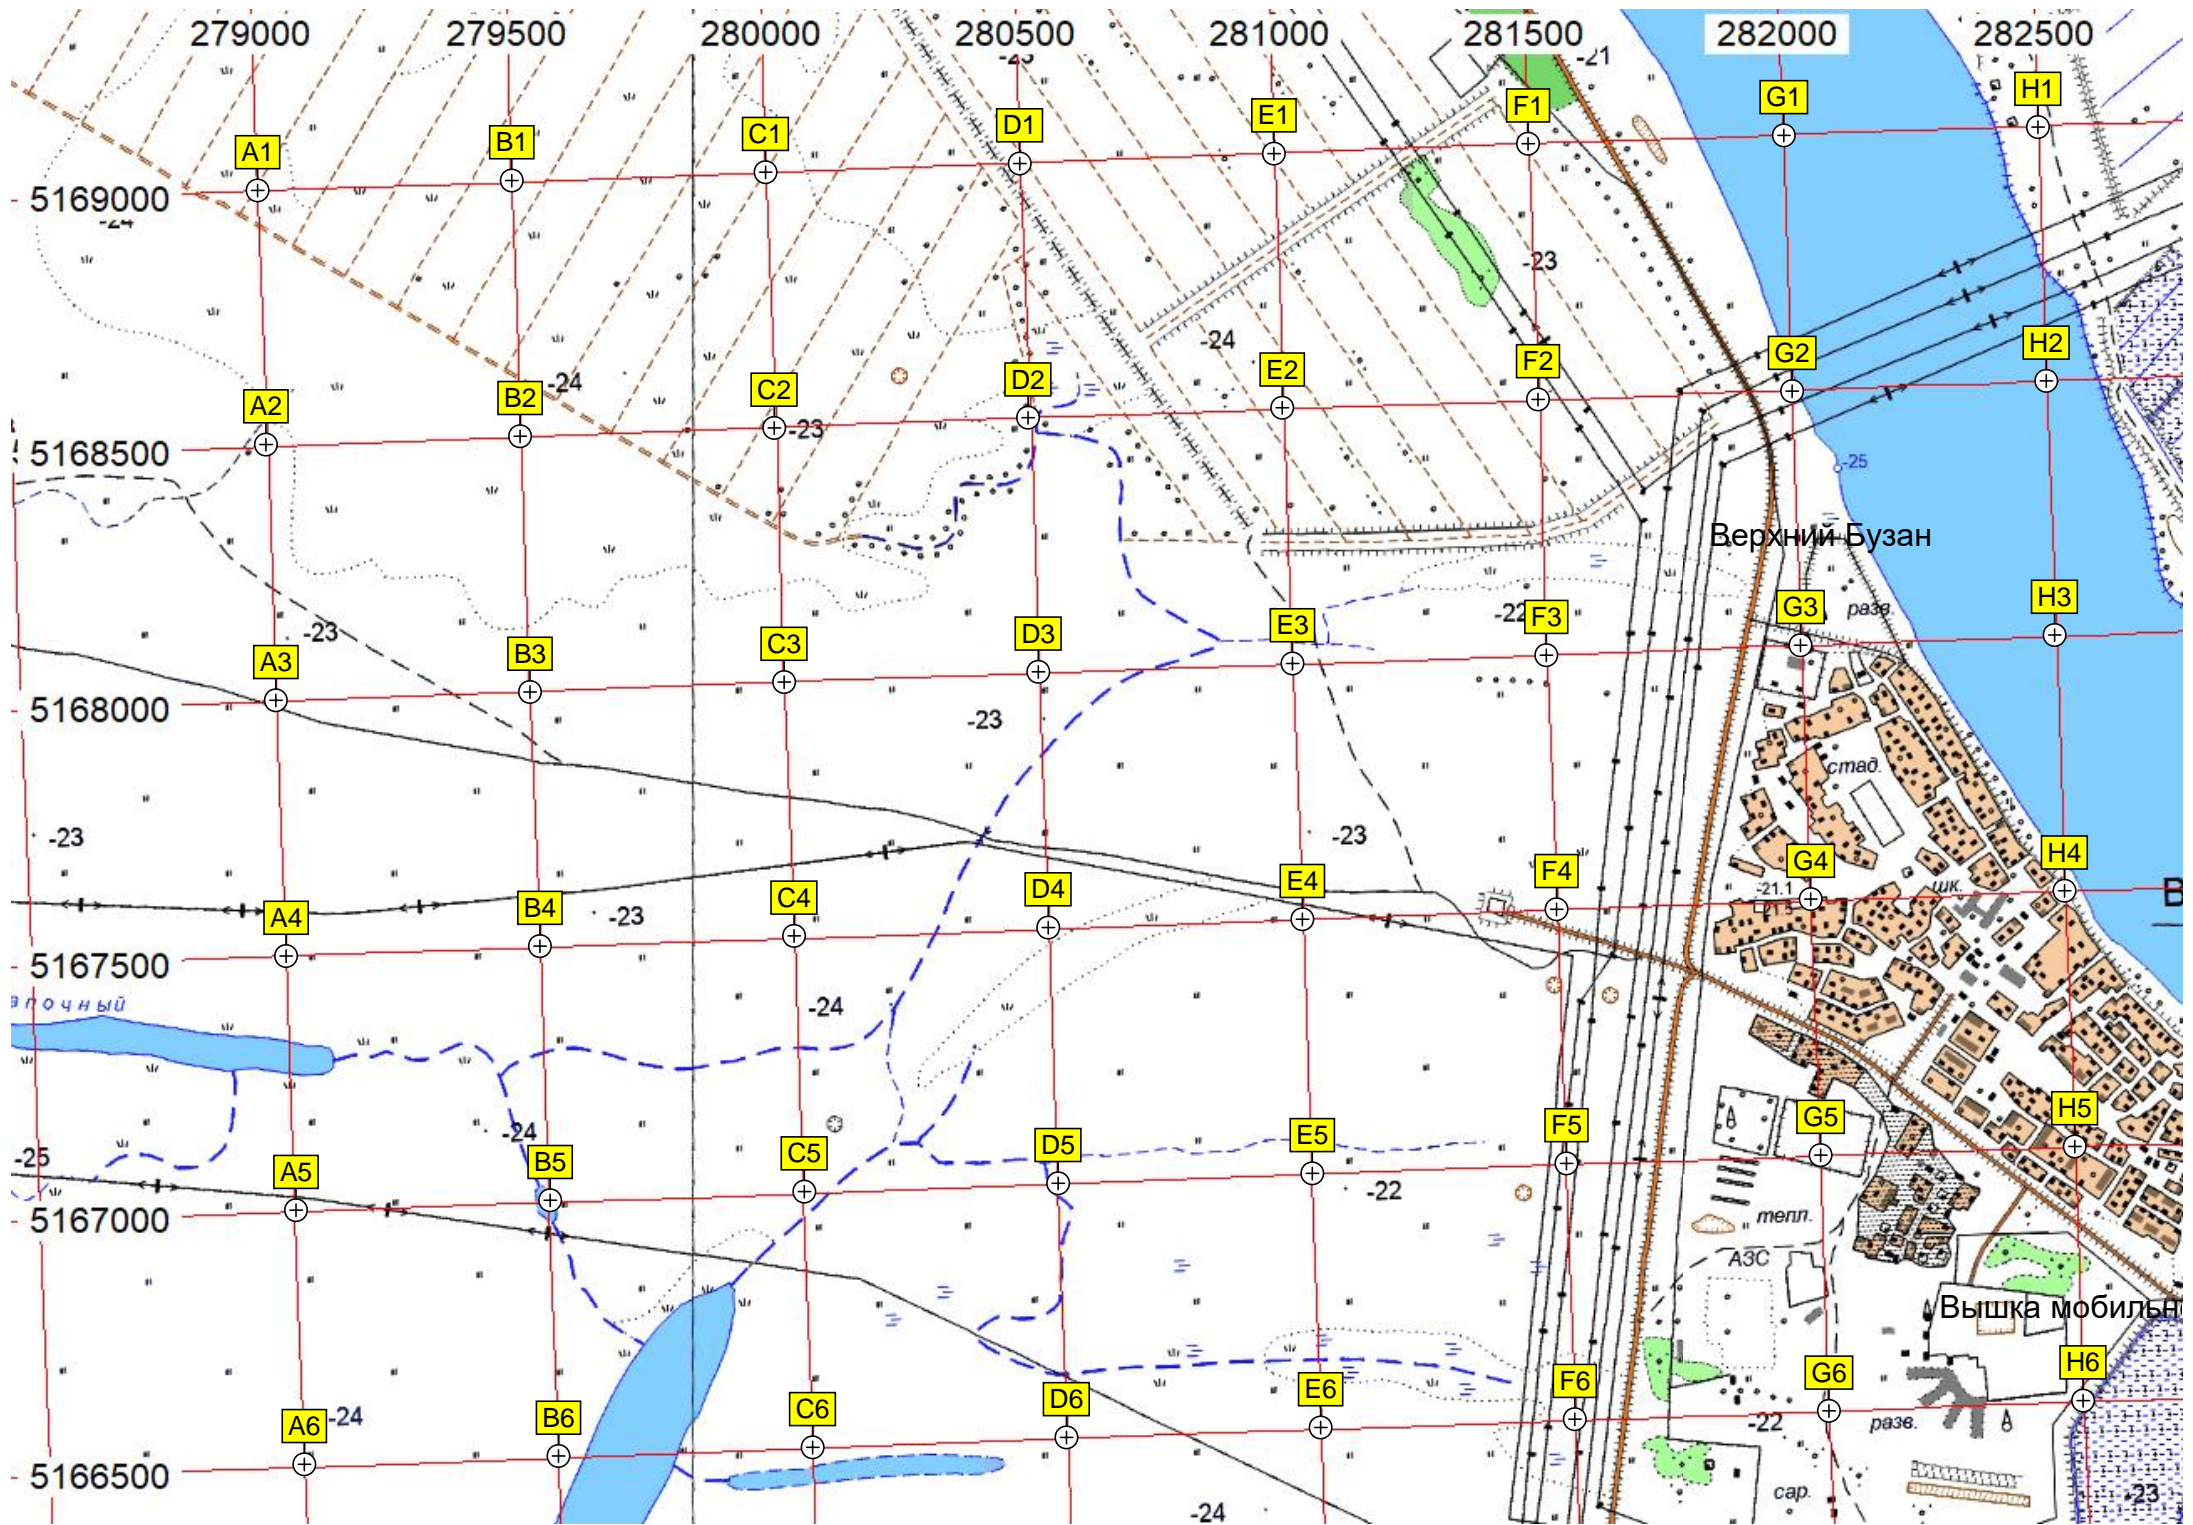 279000 279500 280000 280500 281000 281500 282000 282500
-23 -21
A1 B1 C1 D1 E1 F1 G1 H1
5169000
-24
-23
-24
A2 B2 C2 D2 E2 F2 G2 H2
-24
-23
5168500
-25
Верхний Бузан
A3 B3 C3 D3 E3 F3 G3 H3
-23
-22
разв.
5168000
-23
стад.
-23
-23
A4 B4 C4 D4 E4 F4 G4 H4
-23
-21.1
шк.
В
5167500
почный
-24
A5 B5 C5 D5 E5 F5 G5 H5
-24
-25
-22
5167000
тепл.
АЗС
Вышка мобильн
A6 B6 C6 D6 E6 F6 G6 H6
-24
-22
разв.
5166500
сар.
-23
-24